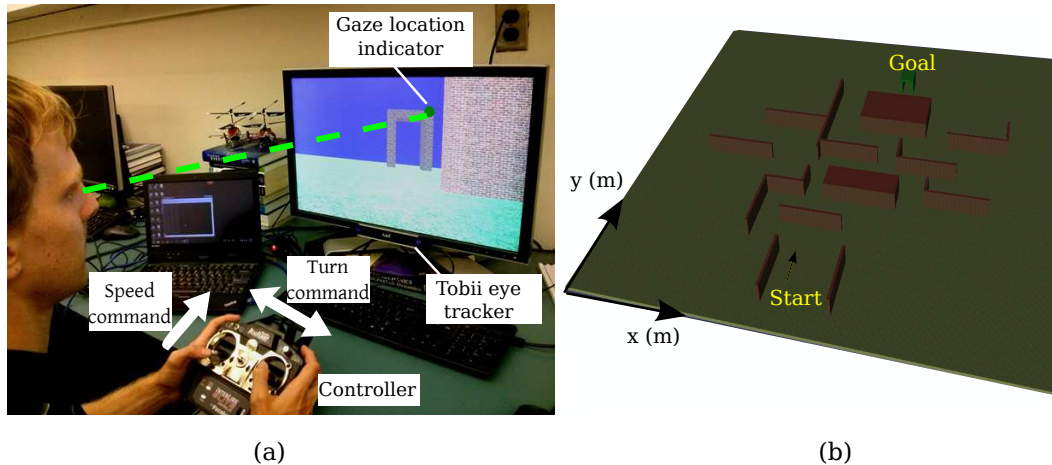 Gaze location
indicator
Speed
command
Turn
command
Tobii eye
tracker
Controller
(a)
Goal
y (m)
Start
x (m)
(b)